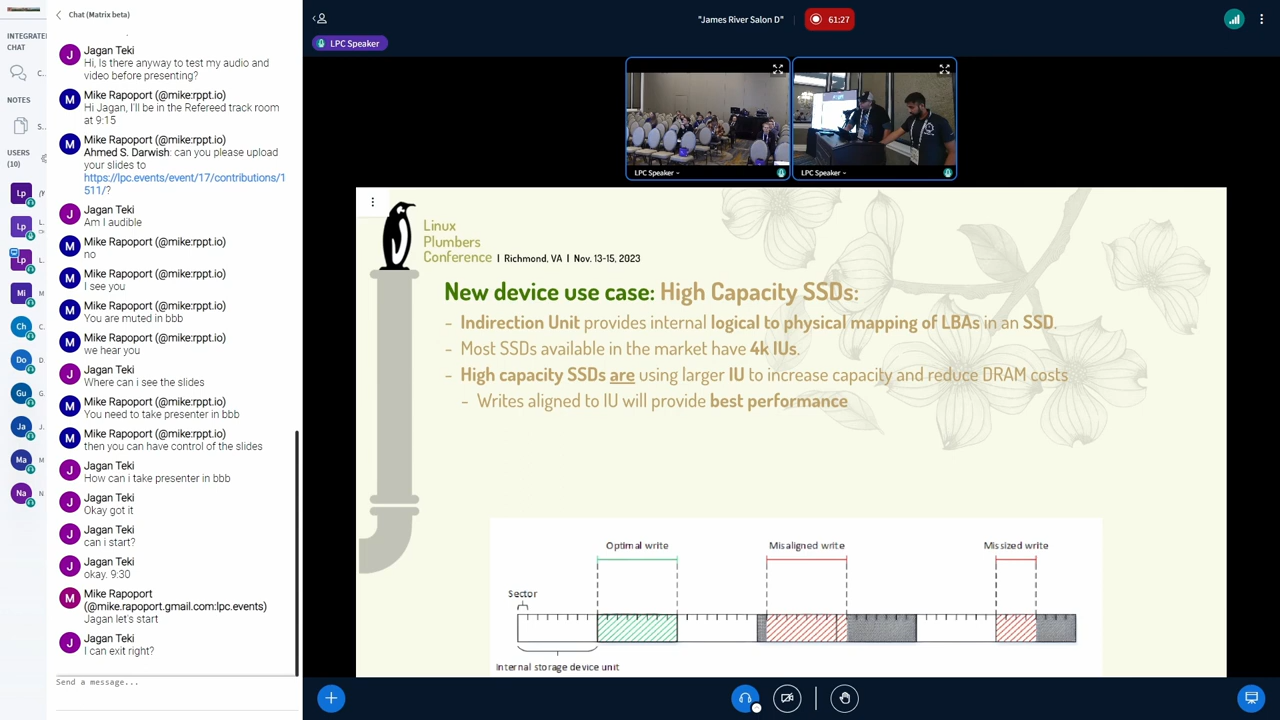 Chat (Matrix beta)
INTEGRATE
CHAT
C..
NOTES
S..
USERS
(10)
Lp
Lp
Lp
Mi
Ch
Do
Gu
Ja
Ma
Na
J
Jagan Teki
Hi, Is there anyway to test my audio and
video before presenting?
M
Mike Rapoport (@mike:rppt.io)
Hi Jagan, I'll be in the Refereed track room
at 9:15
M
Mike Rapoport (@mike:rppt.io)
Ahmed S. Darwish: can you please upload
your slides to
https://lpc.events/event/17/contributions/1
511/?
J
Jagan Teki
Am I audible
M
Mike Rapoport (@mike:rppt.io)
no
M
Mike Rapoport (@mike:rppt.io)
I see you
M
Mike Rapoport (@mike:rppt.io)
You are muted in bbb
M
Mike Rapoport (@mike:rppt.io)
we hear you
J
Jagan Teki
Where can i see the slides
M
Mike Rapoport (@mike:rppt.io)
You need to take presenter in bbb
M
Mike Rapoport (@mike:rppt.io)
then you can have control of the slides
J
Jagan Teki
How can i take presenter in bbb
J
Jagan Teki
Okay got it
J
Jagan Teki
can i start?
J
Jagan Teki
okay. 9:30
M
Mike Rapoport
(@mike.rapoport.gmail.com:lpc.events)
Jagan let's start
J
Jagan Teki
I can exit right?
Send a message...
"James River Salon D"
61:27
LPC Speaker
LPC Speaker
LPC Speaker
Linux
Plumbers
Conference | Richmond, VA | Nov. 13-15, 2023
New device use case: High Capacity SSDs:
- Indirection Unit provides internal logical to physical mapping of LBAs in an SSD.
- Most SSDs available in the market have 4k IUs.
- High capacity SSDs are using larger IU to increase capacity and reduce DRAM costs
- Writes aligned to IU will provide best performance
Optimal write
Misaligned write
Missized write
Sector
Internal storage device unit